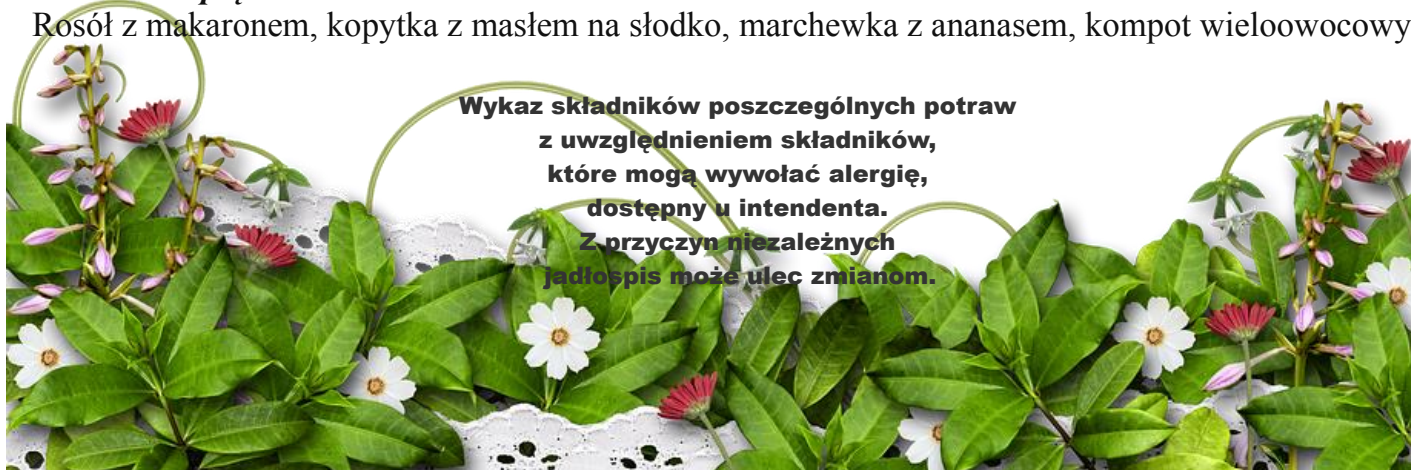 Rosół z makaronem, kopytka z masłem na słodko, marchewka z ananasem, kompot wieloowocowy
Wykaz składników poszczególnych potraw
z uwzględnieniem składników,
które mogą wywołać alergię,
dostępny u intendenta.
Z przyczyn niezależnych
jadłospis może ulec zmianom.